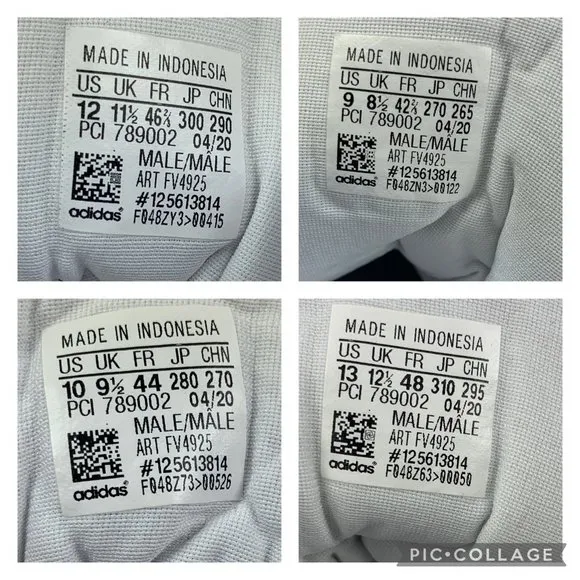 MADE IN INDONESIA
US UK FR JP CHN
12 11½ 46⅔ 300 290
PCI 789002 04/20
MALE/MÂLE
ART FV4925
#125613814
adidas® F048ZY3>00415
MADE IN INDONESIA
US UK FR JP CHN
9 8½ 42⅔ 270 265
PCI 789002 04/20
MALE/MÂLE
ART FV4925
#125613814
adidas® F048ZN3>00122
MADE IN INDONESIA
US UK FR JP CHN
10 9½ 44 280 270
PCI 789002 04/20
MALE/MÂLE
ART FV4925
#125613814
adidas® F048Z73>00526
MADE IN INDONESIA
US UK FR JP CHN
13 12½ 48 310 295
PCI 789002 04/20
MALE/MÂLE
ART FV4925
#125613814
adidas® F048Z63>00050
PIC•COLLAGE